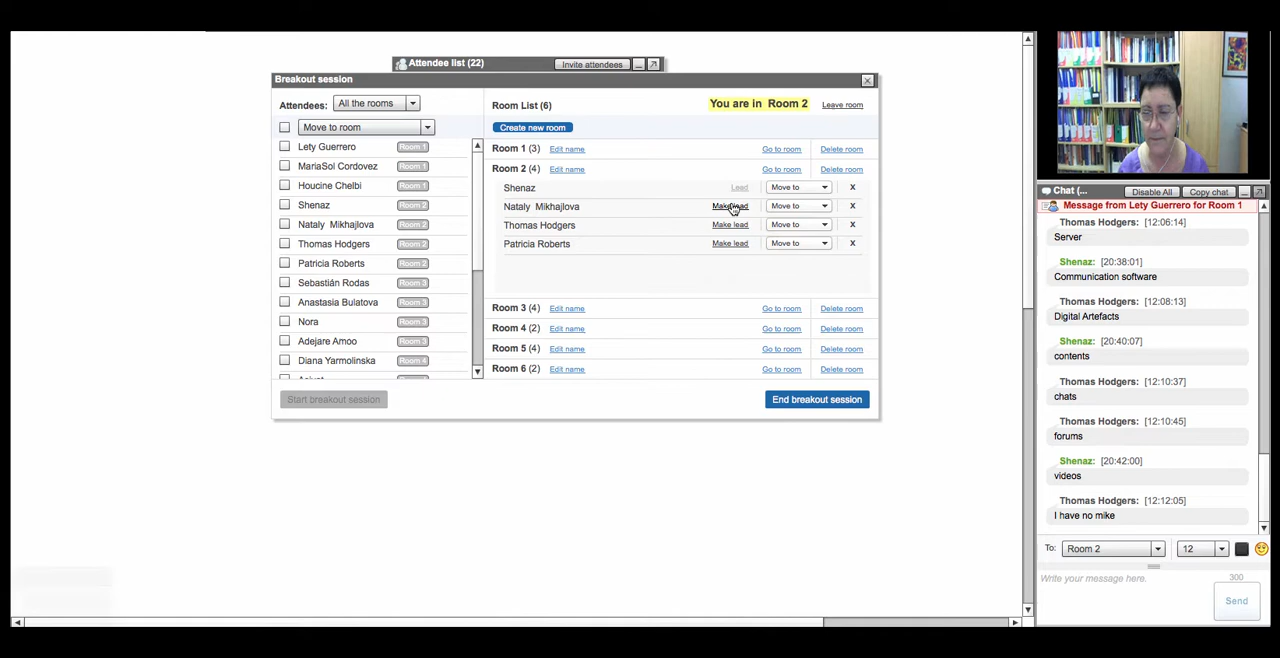 Attendee list (22)
Invite attendees
Breakout session
Attendees: All the rooms
Move to room
Lety Guerrero Room 1
MariaSol Cordovez Room 1
Houcine Chelbi Room 1
Shenaz Room 2
Nataly Mikhajlova Room 2
Thomas Hodgers Room 2
Patricia Roberts Room 2
Sebastián Rodas Room 3
Anastasia Bulatova Room 3
Nora Room 3
Adejare Amoo Room 3
Diana Yarmolinska Room 4
Start breakout session
Room List (6)
You are in Room 2
Leave room
Create new room
Room 1 (3) Edit name Go to room Delete room
Room 2 (4) Edit name Go to room Delete room
Shenaz Lead Move to X
Nataly Mikhajlova Make lead Move to X
Thomas Hodgers Make lead Move to X
Patricia Roberts Make lead Move to X
Room 3 (4) Edit name Go to room Delete room
Room 4 (2) Edit name Go to room Delete room
Room 5 (4) Edit name Go to room Delete room
Room 6 (2) Edit name Go to room Delete room
End breakout session
Chat (...
Disable All
Copy chat
Message from Lety Guerrero for Room 1
Thomas Hodgers: [12:06:14]
Server
Shenaz: [20:38:01]
Communication software
Thomas Hodgers: [12:08:13]
Digital Artefacts
Shenaz: [20:40:07]
contents
Thomas Hodgers: [12:10:37]
chats
Thomas Hodgers: [12:10:45]
forums
Shenaz: [20:42:00]
videos
Thomas Hodgers: [12:12:05]
I have no mike
To: Room 2 12
Write your message here. 300
Send